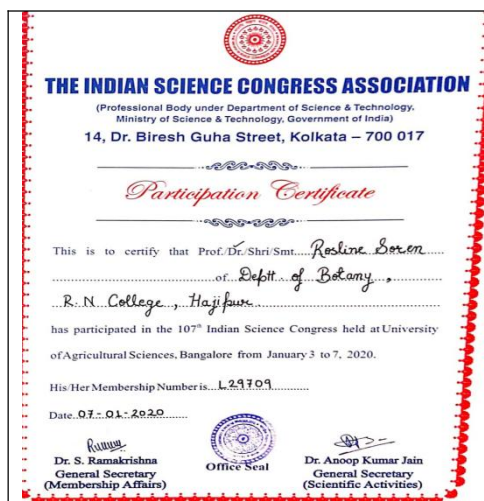 THE INDIAN SCIENCE CONGRESS ASSOCIATION
(Professional Body under Department of Science & Technology,
Ministry of Science & Technology, Government of India)
14, Dr. Biresh Guha Street, Kolkata – 700 017
Participation Certificate
This is to certify that Prof./Dr./Shri/Smt. Rosline Soren
of Deptt. of Botany,
R.N College, Hajipur
has participated in the 107th Indian Science Congress held at University
of Agricultural Sciences, Bangalore from January 3 to 7, 2020.
His/Her Membership Number is L29709
Date 07-01-2020
Dr. S. Ramakrishna
General Secretary
(Membership Affairs)
Office Seal
Dr. Anoop Kumar Jain
General Secretary
(Scientific Activities)